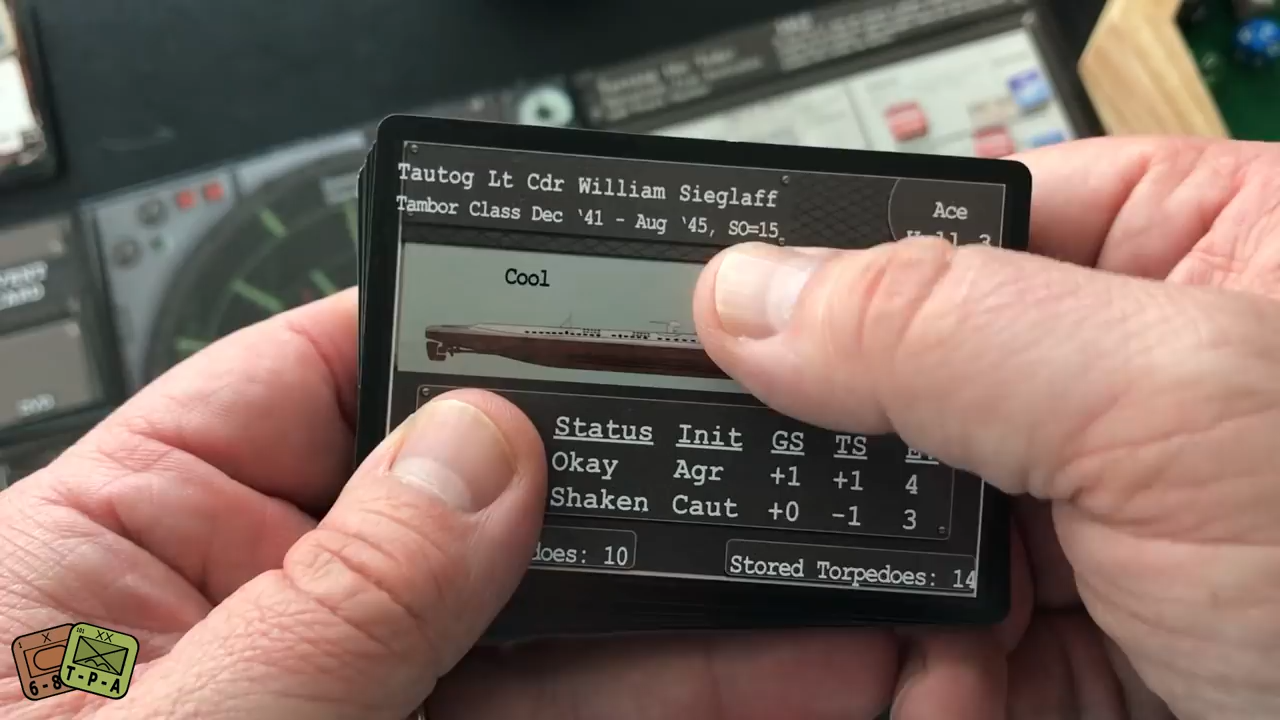 Tautog Lt Cdr William Sieglaff
Tambor Class Dec ‘41 - Aug ‘45, SO=15
Ace
Cool
Status Init GS TS
Okay Agr +1 +1 4
Shaken Caut +0 -1 3
does: 10
Stored Torpedoes: 14
X
6-8
XX
T-P-A